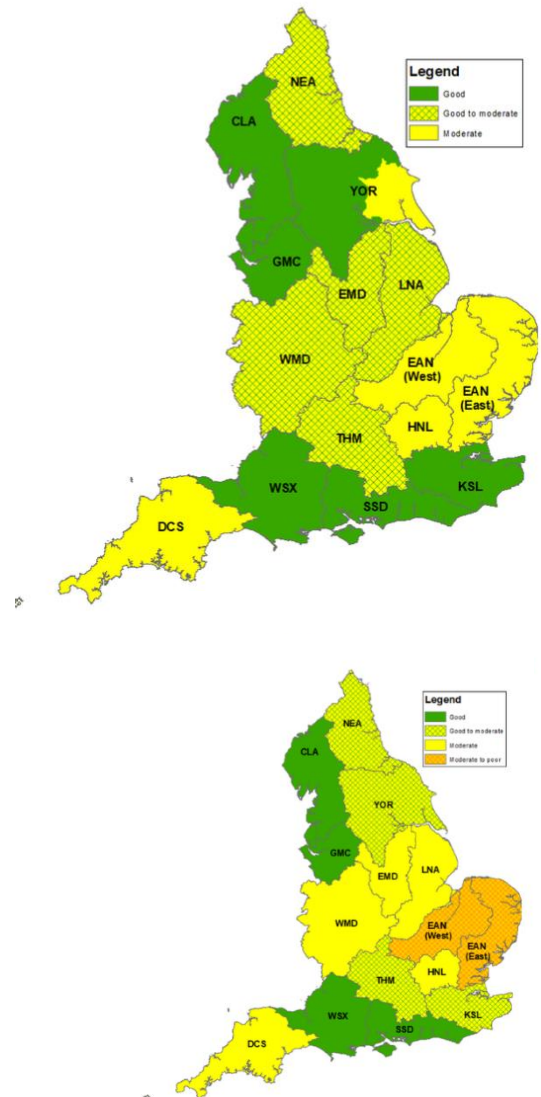 Legend
Good
Good to moderate
Moderate
NEA
CLA
YOR
GMC
EMD
LNA
WMD
EAN
(West)
EAN
(East)
HNL
THM
WSX
SSD
KSL
DCS
Legend
Good
Good to moderate
Moderate
Moderate to poor
NEA
CLA
YOR
GMC
EMD
LNA
WMD
EAN
(West)
EAN
(East)
HNL
THM
WSX
SSD
KSL
DCS